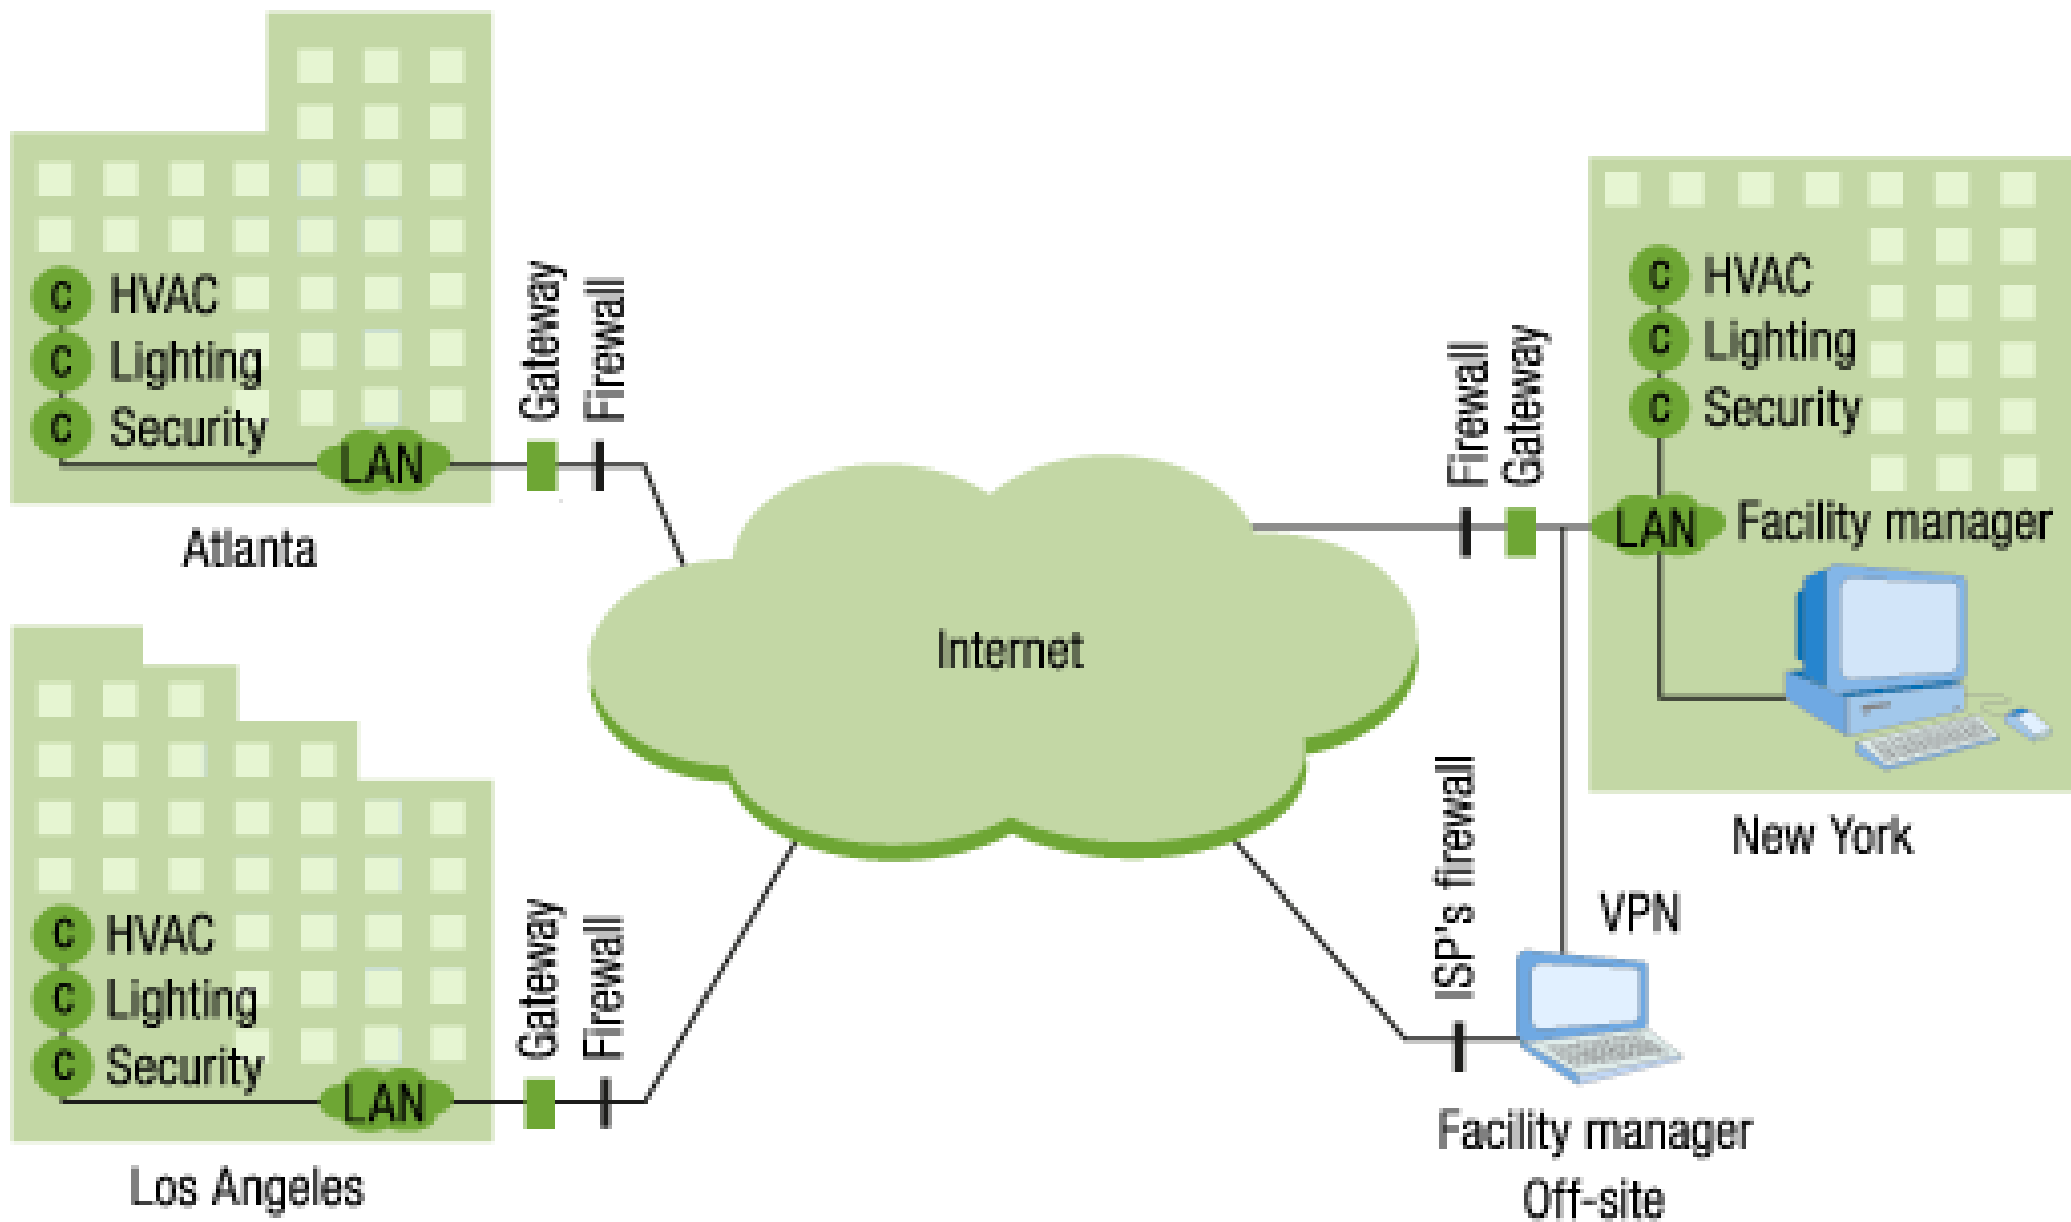 C HVAC
C Lighting
C Security
LAN
Gateway
Firewall
Atlanta
C HVAC
C Lighting
C Security
LAN
Gateway
Firewall
Los Angeles
Internet
Firewall
Gateway
C HVAC
C Lighting
C Security
LAN
Facility manager
New York
ISP's firewall
VPN
Facility manager
Off-site